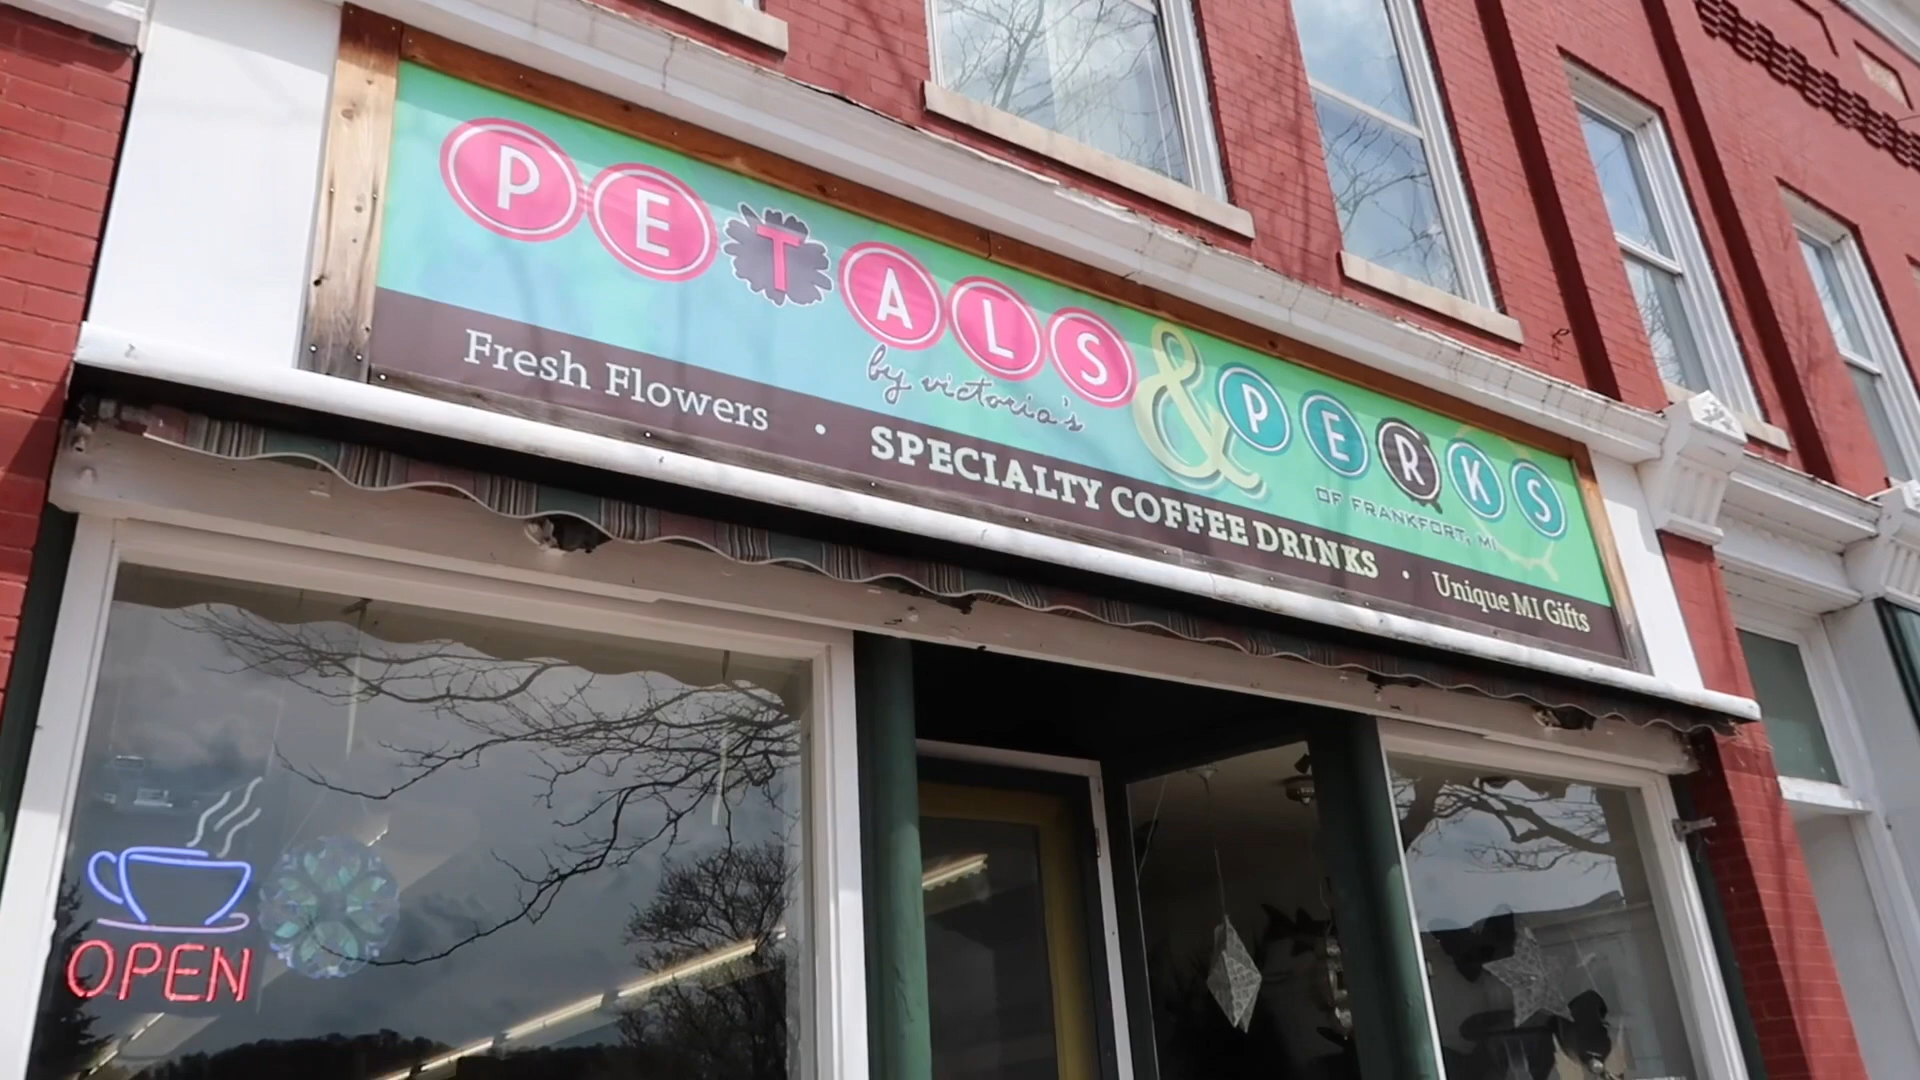 PETALS & PERKS
by victoria's
OF FRANKFORT, MI
Fresh Flowers • SPECIALTY COFFEE DRINKS • Unique MI Gifts
OPEN